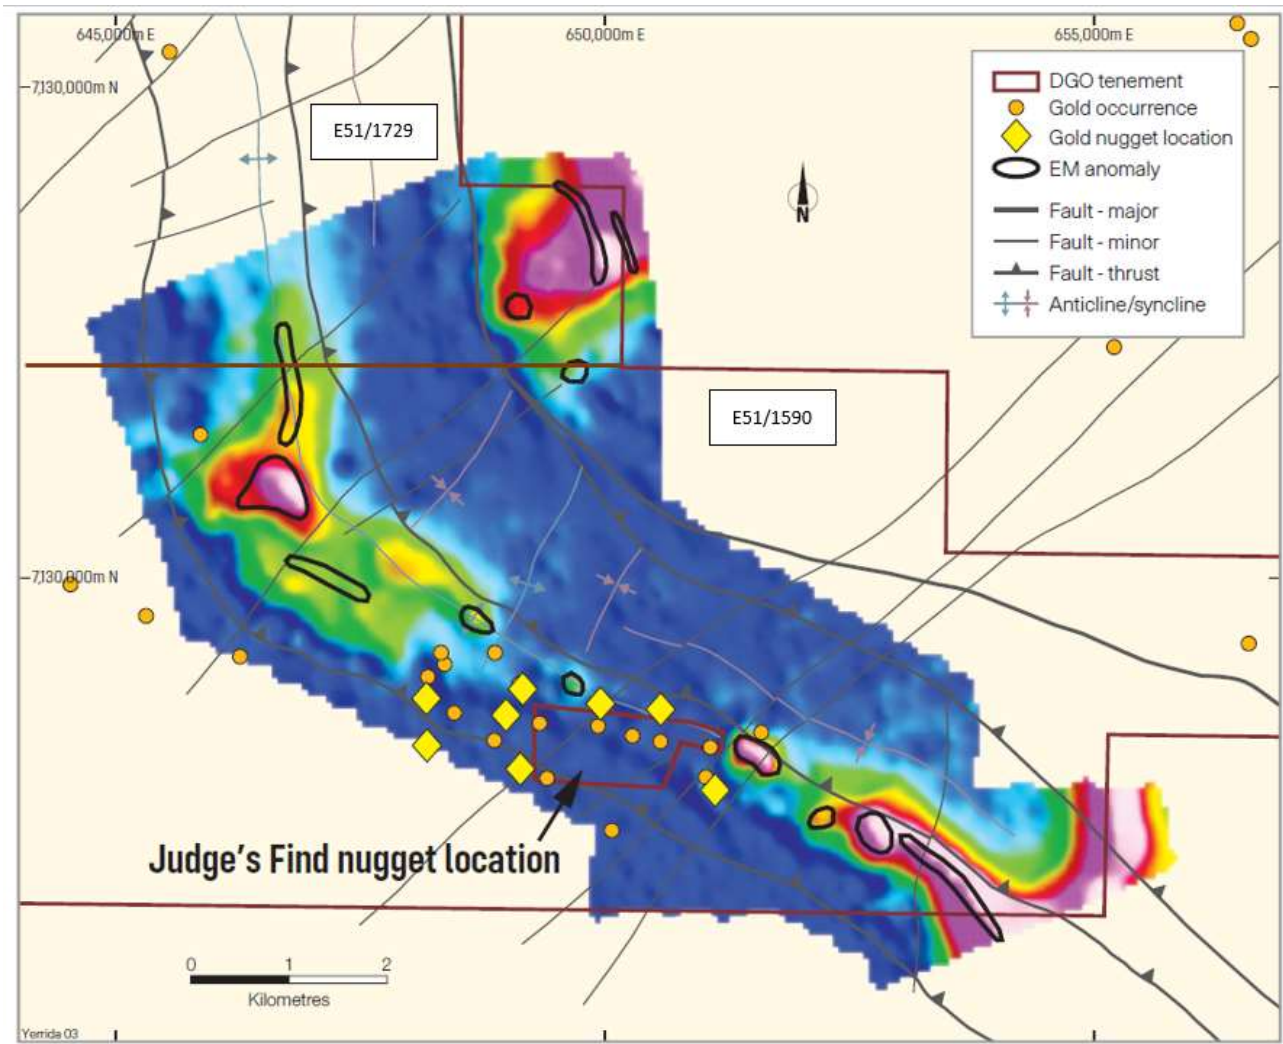 645,000m E
650,000m E
655,000m E
7,130,000m N
E51/1729
DGO tenement
Gold occurrence
Gold nugget location
EM anomaly
Fault - major
Fault - minor
Fault - thrust
Anticline/syncline
N
E51/1590
7,130,000m N
Judge's Find nugget location
0 1 2
Kilometres
Yerrida 03